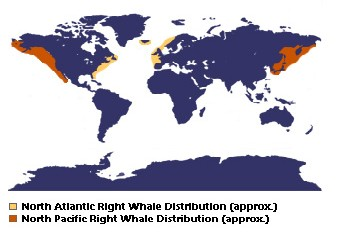 North Atlantic Right Whale Distribution (approx.)
North Pacific Right Whale Distribution (approx.)